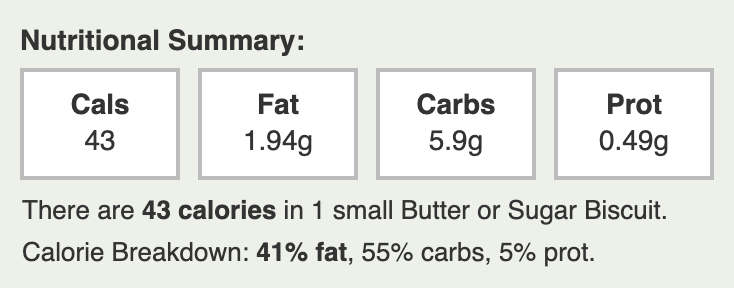 Nutritional Summary:
Cals Fat Carbs Prot
43 1.94g 5.9g 0.49g
There are 43 calories in 1 small Butter or Sugar Biscuit.
Calorie Breakdown: 41% fat, 55% carbs, 5% prot.